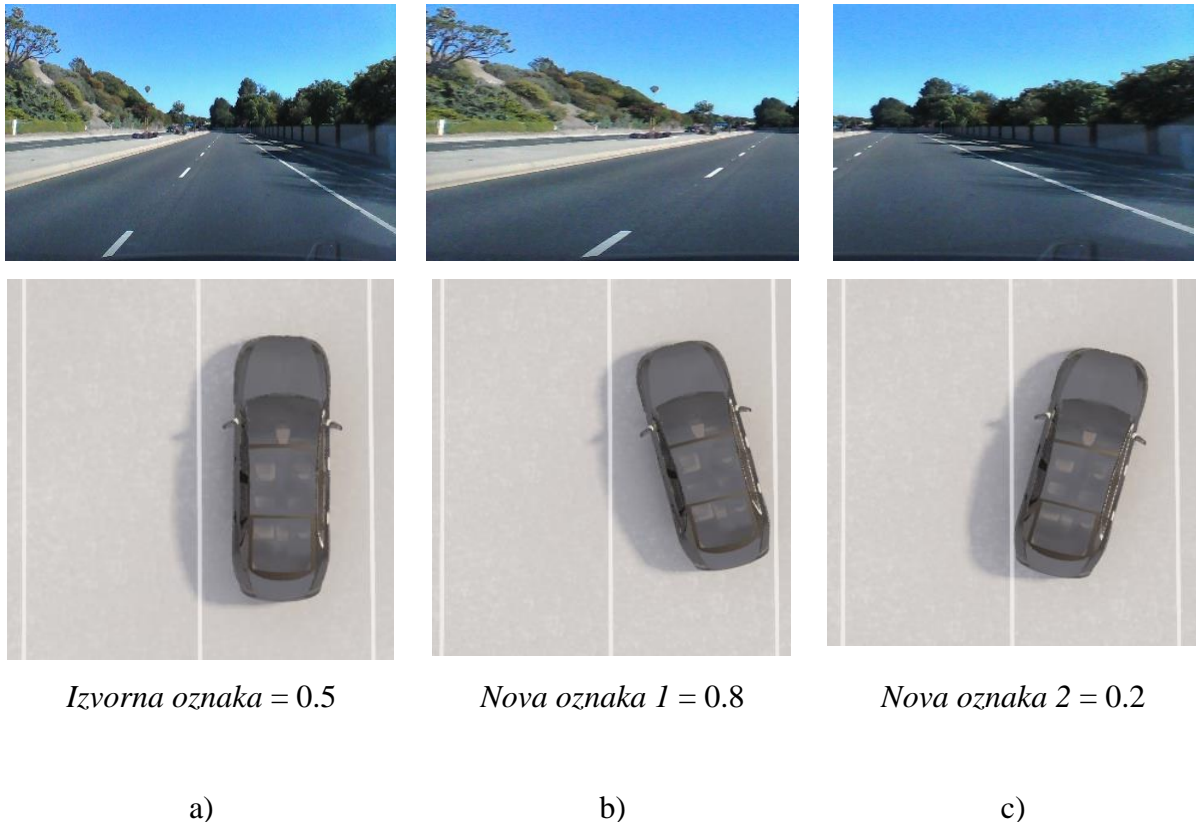 Izvorna oznaka = 0.5
Nova oznaka 1 = 0.8
Nova oznaka 2 = 0.2
a)
b)
c)